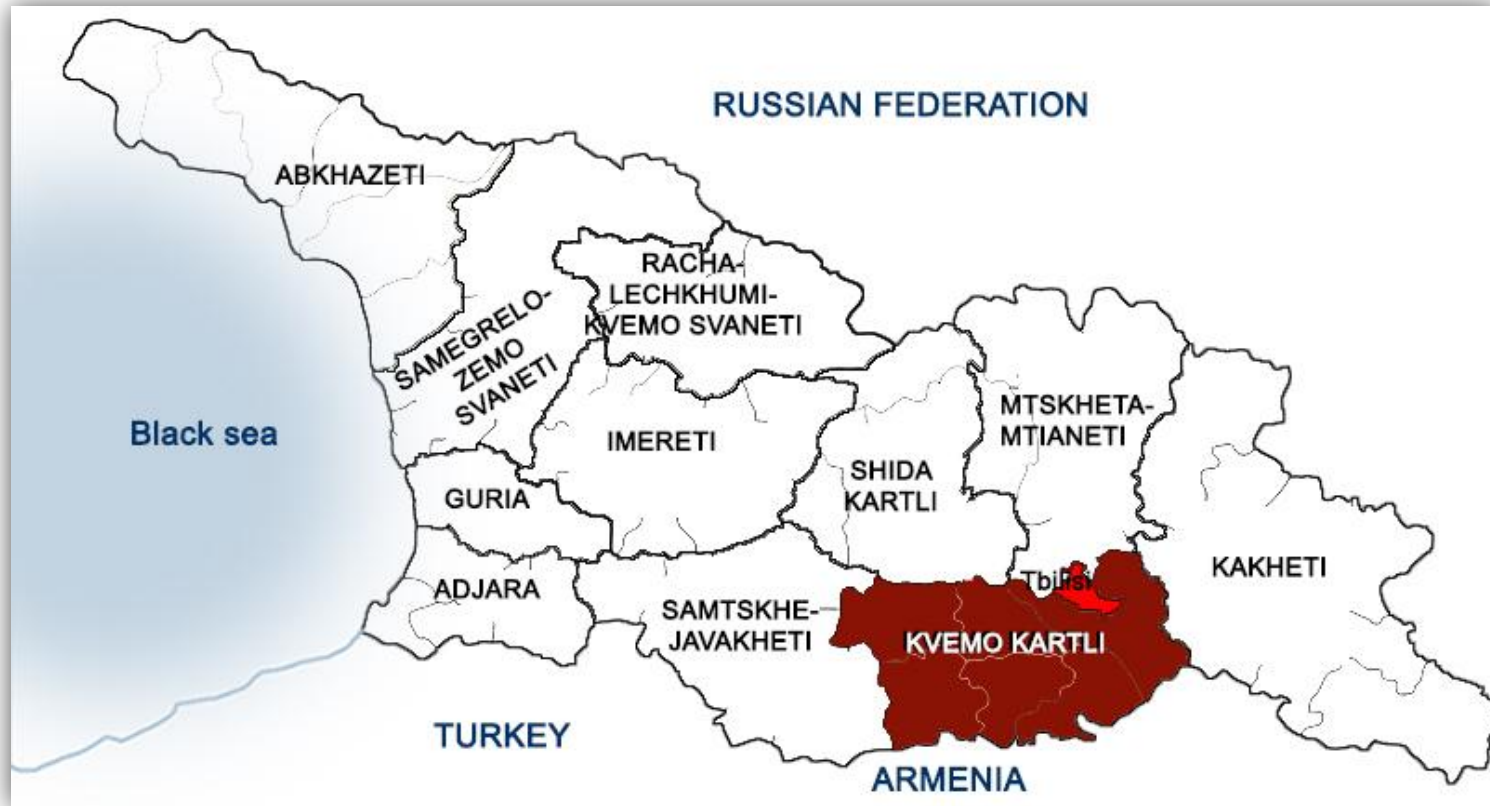 RUSSIAN FEDERATION
ABKHAZETI
RACHA-
LECHKHUMI-
KVEMO SVANETI
SAMEGRELO-
ZEMO
SVANETI
MTSKHETA-
MTIANETI
Black sea
IMERETI
SHIDA
KARTLI
GURIA
KAKHETI
Tbilisi
ADJARA
SAMTSKHE-
JAVAKHETI
KVEMO KARTLI
TURKEY
ARMENIA